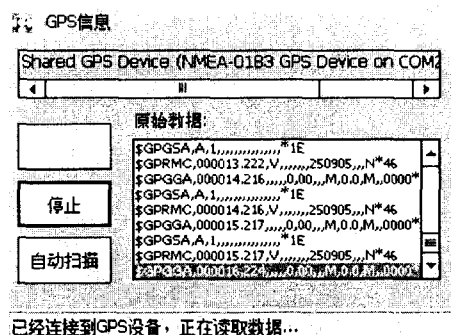 GPS信息
Shared GPS Device (NMEA-0183 GPS Device on COM2
原始数据:
$GPGSA,A,1,,,,,,,,,,,,,,,*1E
$GPRMC,000013.222,V,,,,,,,250905,,,N*46
$GPGGA,000014.216,,,,,0,00,,,M,0.0,M,,0000*
$GPGSA,A,1,,,,,,,,,,,,,,,*1E
$GPRMC,000014.216,V,,,,,,,250905,,,N*46
$GPGGA,000015.217,,,,,0,00,,,M,0.0,M,,0000*
$GPGSA,A,1,,,,,,,,,,,,,,,*1E
$GPRMC,000015.217,V,,,,,,,250905,,,N*46
$GPGGA,000016.224,,,,,0,00,,,M,0.0,M,,0000*
停止
自动扫描
已经连接到GPS设备，正在读取数据...